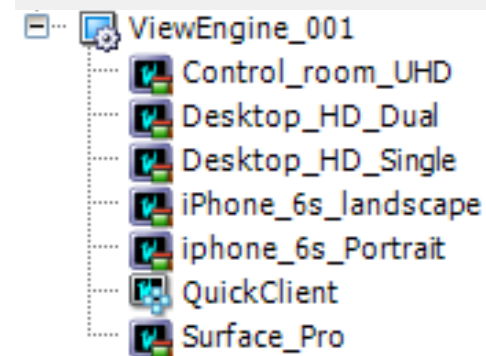 ViewEngine_001
Control_room_UHD
Desktop_HD_Dual
Desktop_HD_Single
iPhone_6s_landscape
iphone_6s_Portrait
QuickClient
Surface_Pro